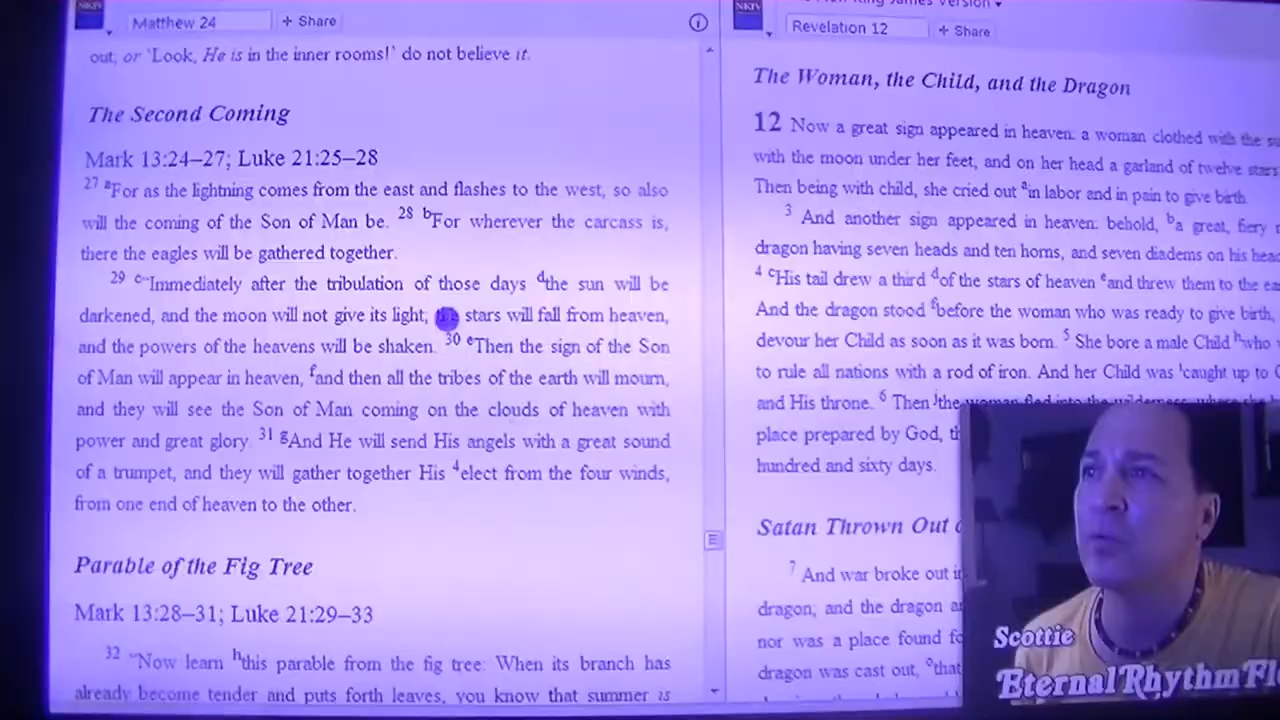 NKJV
Matthew 24
+ Share
out, or 'Look, He is in the inner rooms!' do not believe it.
The Second Coming
Mark 13:24–27; Luke 21:25–28
27 a"For as the lightning comes from the east and flashes to the west, so also
will the coming of the Son of Man be. 28 bFor wherever the carcass is,
there the eagles will be gathered together.
29 c"Immediately after the tribulation of those days dthe sun will be
darkened, and the moon will not give its light; the stars will fall from heaven,
and the powers of the heavens will be shaken. 30 eThen the sign of the Son
of Man will appear in heaven, fand then all the tribes of the earth will mourn,
and they will see the Son of Man coming on the clouds of heaven with
power and great glory. 31 gAnd He will send His angels with a great sound
of a trumpet, and they will gather together His 4elect from the four winds,
from one end of heaven to the other.
Parable of the Fig Tree
Mark 13:28–31; Luke 21:29–33
32 "Now learn hthis parable from the fig tree: When its branch has
already become tender and puts forth leaves, you know that summer is
NKJV
King James Version
Revelation 12
+ Share
The Woman, the Child, and the Dragon
12 Now a great sign appeared in heaven: a woman clothed with the
with the moon under her feet, and on her head a garland of twelve stars
Then being with child, she cried out ain labor and in pain to give birth.
3 And another sign appeared in heaven: behold, ba great, fiery
dragon having seven heads and ten horns, and seven diadems on his
4 cHis tail drew a third dof the stars of heaven eand threw them to the
And the dragon stood fbefore the woman who was ready to give birth,
devour her Child as soon as it was born. 5 She bore a male Child hwho
to rule all nations with a rod of iron. And her Child was icaught up to
and His throne. 6 Then jthe woman fled into the wilderness, where
place prepared by God,
hundred and sixty days.
Satan Thrown Out
7 And war broke out
dragon; and the dragon
nor was a place found
dragon was cast out, othat
Scottie
EternalRhythm